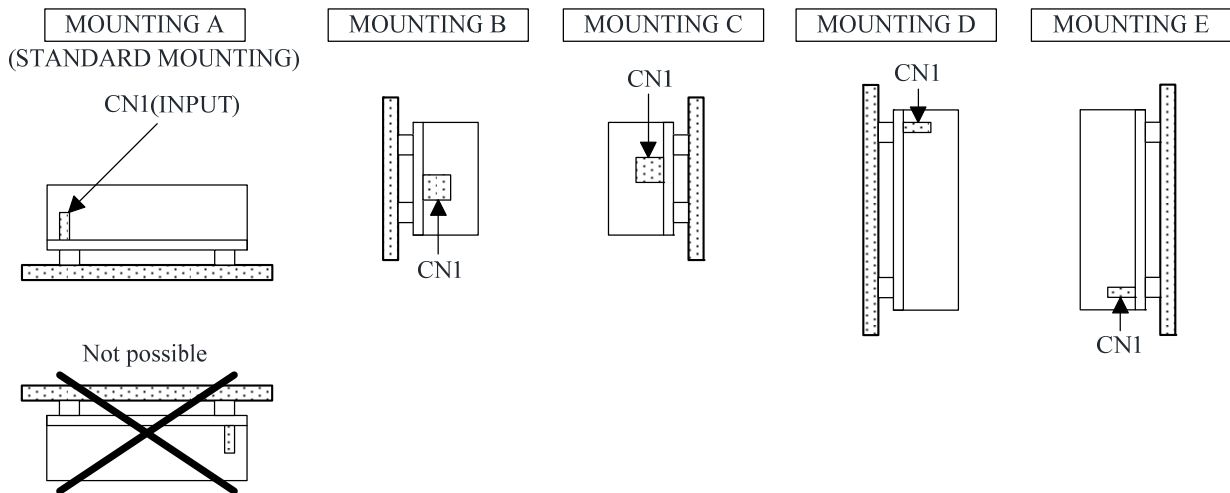 MOUNTING A
(STANDARD MOUNTING)
CN1(INPUT)
MOUNTING B
CN1
MOUNTING C
CN1
MOUNTING D
CN1
MOUNTING E
CN1
Not possible